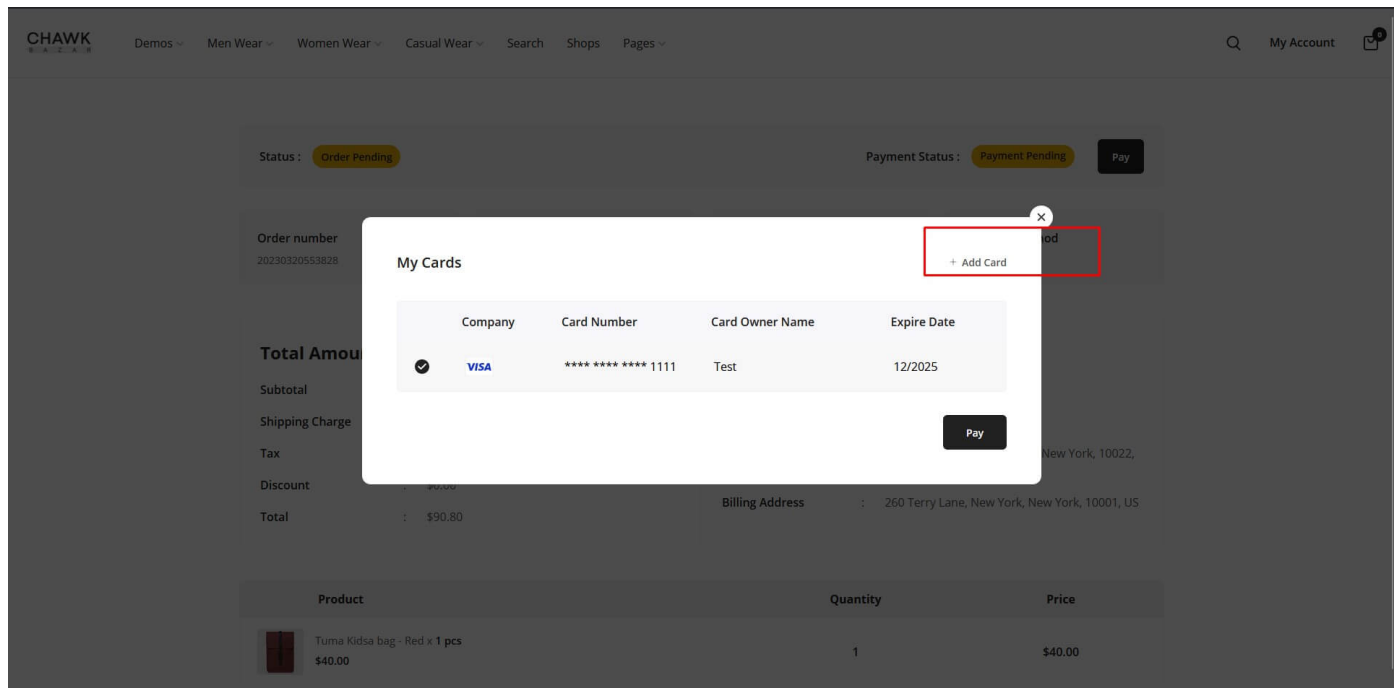 CHAWK
BAZAR
Demos Men Wear Women Wear Casual Wear Search Shops Pages
My Account 0
Status : Order Pending Payment Status : Payment Pending Pay
Order number
20230320553828
My Cards + Add Card
Company Card Number Card Owner Name Expire Date
VISA **** **** **** 1111 Test 12/2025
Pay
Total Amou
Subtotal
Shipping Charge
Tax New York, 10022,
Discount :
Billing Address : 260 Terry Lane, New York, New York, 10001, US
Total : $90.80
Product Quantity Price
Tuma Kidsa bag - Red x 1 pcs
$40.00
1 $40.00